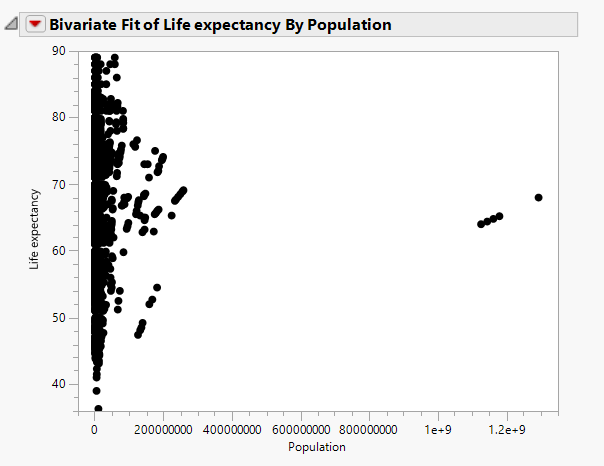 Bivariate Fit of Life expectancy By Population
90
80
70
60
50
40
Life expectancy
0 200000000 400000000 600000000 800000000 1e+9 1.2e+9
Population